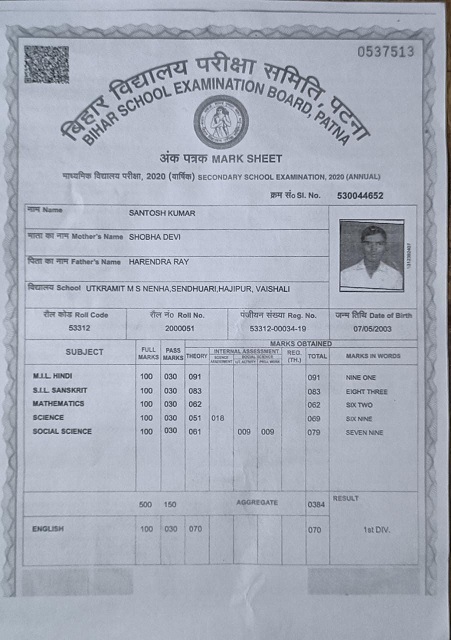 0537513
बिहार विद्यालय परीक्षा समिति, पटना
BIHAR SCHOOL EXAMINATION BOARD, PATNA
अंक पत्रक MARK SHEET
माध्यमिक विद्यालय परीक्षा, 2020 (वार्षिक) SECONDARY SCHOOL EXAMINATION, 2020 (ANNUAL)
क्रम सं० Sl. No. 530044652
नाम Name SANTOSH KUMAR
माता का नाम Mother's Name SHOBHA DEVI
पिता का नाम Father's Name HARENDRA RAY
विद्यालय School UTKRAMIT M S NENHA,SENDHUARI,HAJIPUR, VAISHALI
रौल कोड Roll Code रौल नं० Roll No. पंजीयन संख्या Reg. No. जन्म तिथि Date of Birth
53312 2000051 53312-00034-19 07/05/2003
SUBJECT FULL MARKS PASS MARKS MARKS OBTAINED
THEORY INTERNAL ASSESSMENT REG. (TH.) TOTAL MARKS IN WORDS
M.I.L. HINDI 100 030 091 091 NINE ONE
S.I.L. SANSKRIT 100 030 083 083 EIGHT THREE
MATHEMATICS 100 030 062 062 SIX TWO
SCIENCE 100 030 051 018 069 SIX NINE
SOCIAL SCIENCE 100 030 061 009 009 079 SEVEN NINE
500 150 AGGREGATE 0384 RESULT
ENGLISH 100 030 070 070 1st DIV.